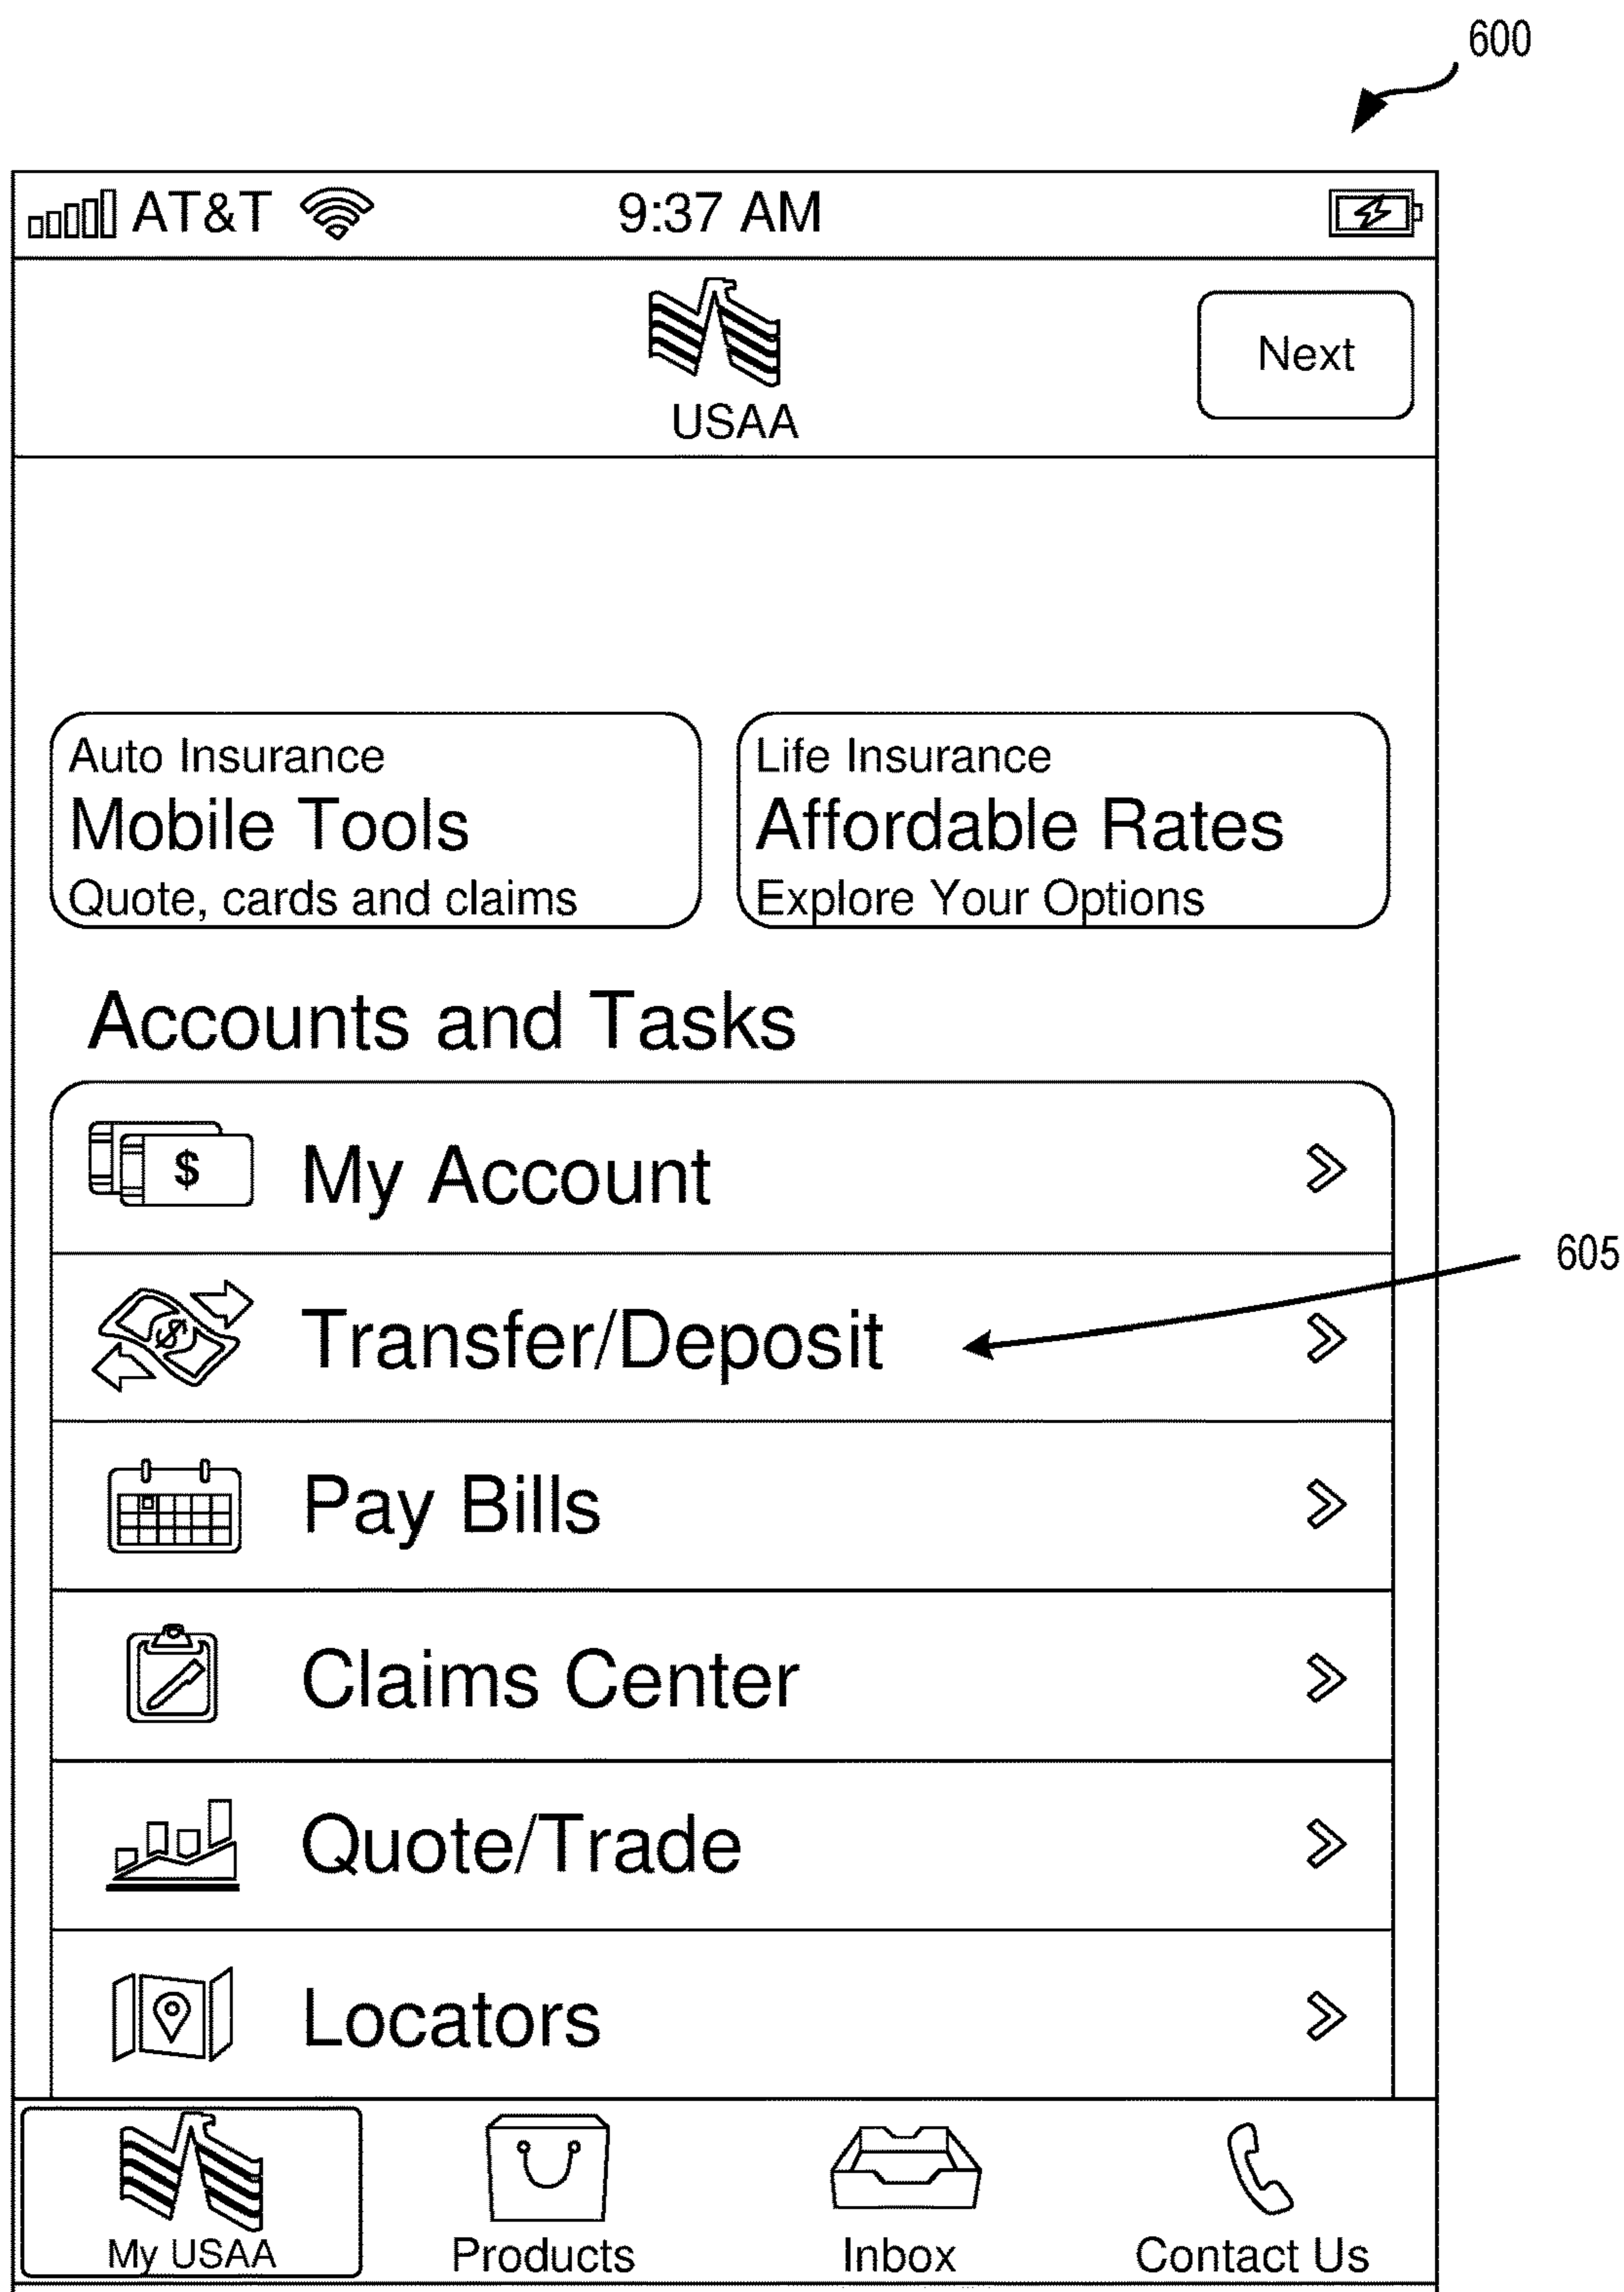 600
AT&T 9:37 AM
USAA
Next
Auto Insurance
Mobile Tools
Quote, cards and claims
Life Insurance
Affordable Rates
Explore Your Options
Accounts and Tasks
$ My Account
$ Transfer/Deposit
605
Pay Bills
Claims Center
Quote/Trade
Locators
My USAA Products Inbox Contact Us